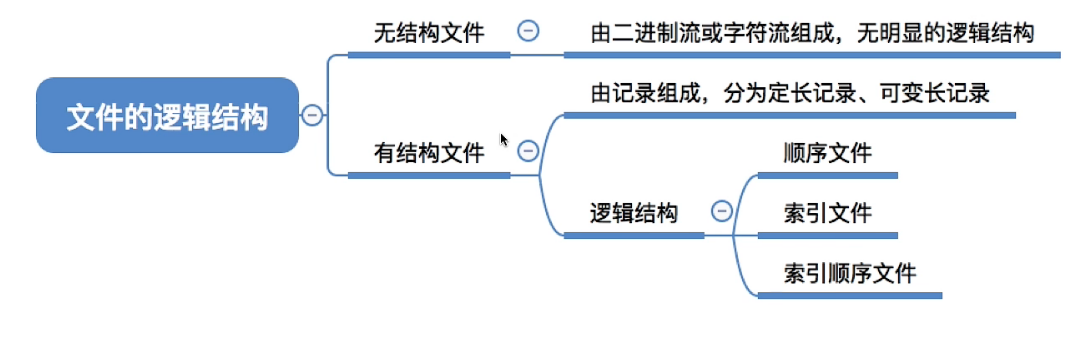 文件的逻辑结构
无结构文件
由二进制流或字符流组成，无明显的逻辑结构
有结构文件
由记录组成，分为定长记录、可变长记录
逻辑结构
顺序文件
索引文件
索引顺序文件